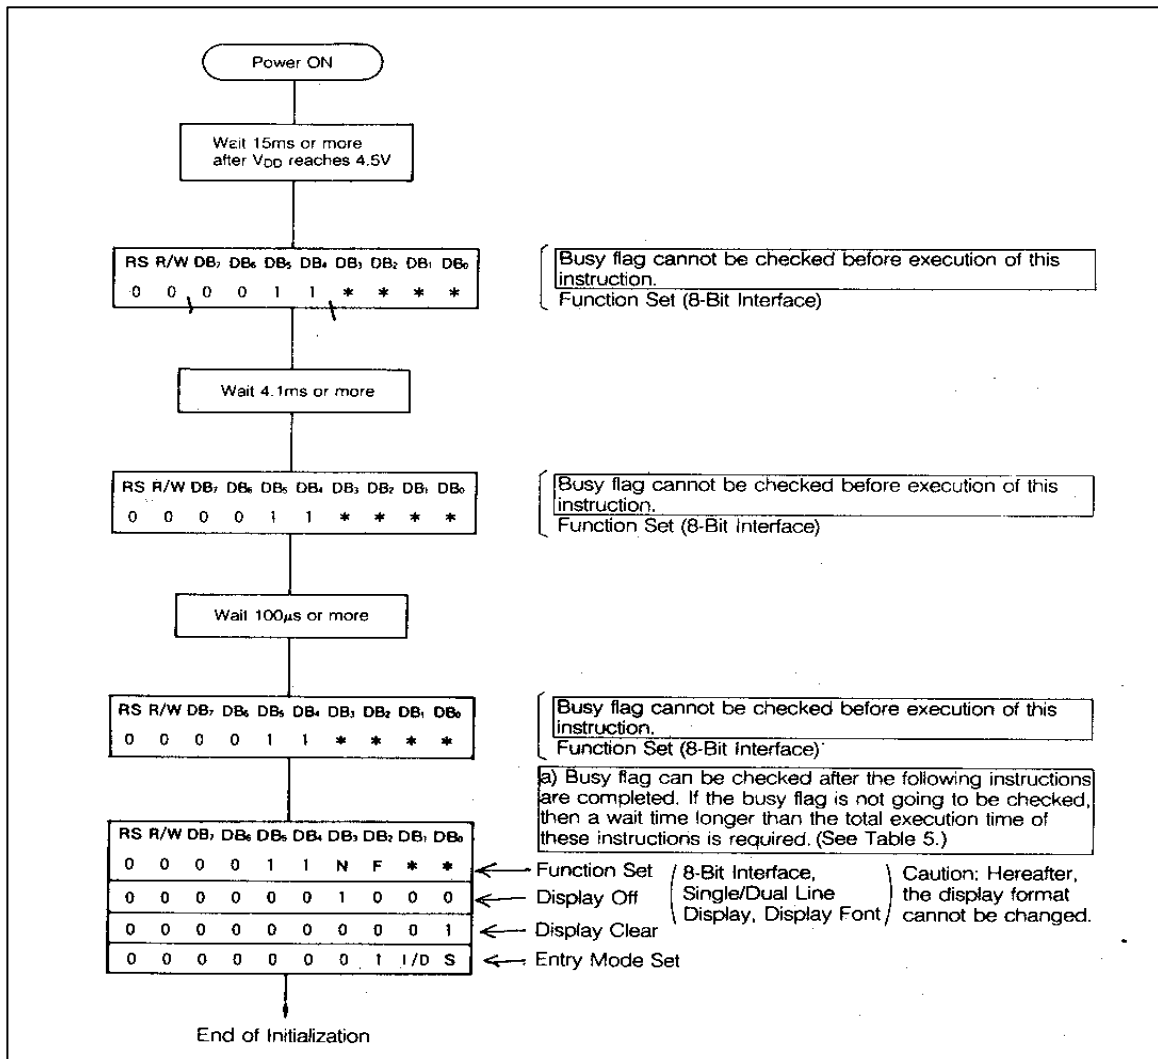 Power ON
Wait 15ms or more
after VDD reaches 4.5V
RS R/W DB7 DB6 DB5 DB4 DB3 DB2 DB1 DB0
0 0 0 0 1 1 * * * *
Busy flag cannot be checked before execution of this
instruction.
Function Set (8-Bit Interface)
Wait 4.1ms or more
RS R/W DB7 DB6 DB5 DB4 DB3 DB2 DB1 DB0
0 0 0 0 1 1 * * * *
Busy flag cannot be checked before execution of this
instruction.
Function Set (8-Bit Interface)
Wait 100μs or more
RS R/W DB7 DB6 DB5 DB4 DB3 DB2 DB1 DB0
0 0 0 0 1 1 * * * *
Busy flag cannot be checked before execution of this
instruction.
Function Set (8-Bit Interface)
a) Busy flag can be checked after the following instructions
are completed. If the busy flag is not going to be checked,
then a wait time longer than the total execution time of
these instructions is required. (See Table 5.)
RS R/W DB7 DB6 DB5 DB4 DB3 DB2 DB1 DB0
0 0 0 0 1 1 N F * *
Function Set
8-Bit Interface,
Single/Dual Line
Display, Display Font
Caution: Hereafter,
the display format
cannot be changed.
0 0 0 0 0 0 1 0 0 0
Display Off
0 0 0 0 0 0 0 0 0 1
Display Clear
0 0 0 0 0 0 0 1 I/D S
Entry Mode Set
End of Initialization